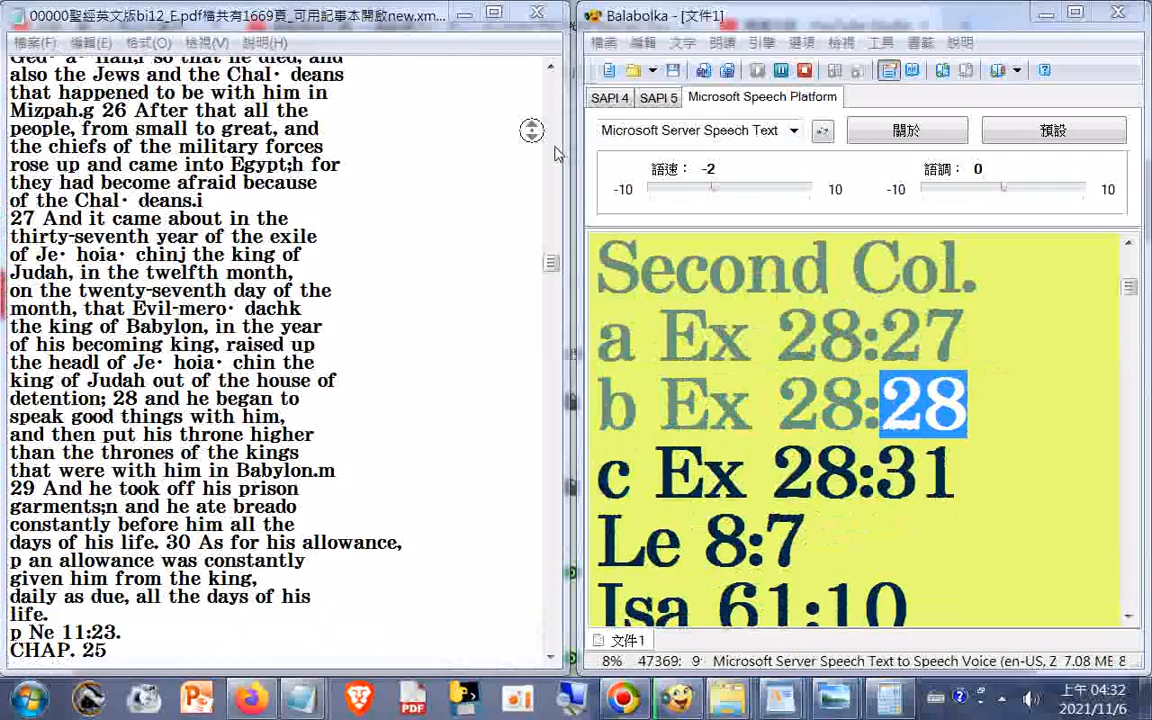 00000聖經英文版bi12_E.pdf檔共有1669頁_可用記事本開啟new.xm...
檔案(F) 編輯(E) 格式(O) 檢視(V) 說明(H)
Ged· a· liah,f so that he died, and
also the Jews and the Chal· deans
that happened to be with him in
Mizpah.g 26 After that all the
people, from small to great, and
the chiefs of the military forces
rose up and came into Egypt;h for
they had become afraid because
of the Chal· deans.i
27 And it came about in the
thirty-seventh year of the exile
of Je· hoia· chinj the king of
Judah, in the twelfth month,
on the twenty-seventh day of the
month, that Evil-mero· dachk
the king of Babylon, in the year
of his becoming king, raised up
the headl of Je· hoia· chin the
king of Judah out of the house of
detention; 28 and he began to
speak good things with him,
and then put his throne higher
than the thrones of the kings
that were with him in Babylon.m
29 And he took off his prison
garments;n and he ate breado
constantly before him all the
days of his life. 30 As for his allowance,
p an allowance was constantly
given him from the king,
daily as due, all the days of his
life.
p Ne 11:23.
CHAP. 25
Balabolka - [文件1]
檔案 編輯 文字 朗讀 引擎 選項 檢視 工具 書籤 說明
SAPI 4 SAPI 5 Microsoft Speech Platform
Microsoft Server Speech Text 關於 預設
語速： -2 語調： 0
-10 10 -10 10
Second Col.
a Ex 28:27
b Ex 28:28
c Ex 28:31
Le 8:7
Isa 61:10
文件1
8% 47369: 9 Microsoft Server Speech Text to Speech Voice (en-US, Z 7.08 ME 8
PDF
上午 04:32
2021/11/6